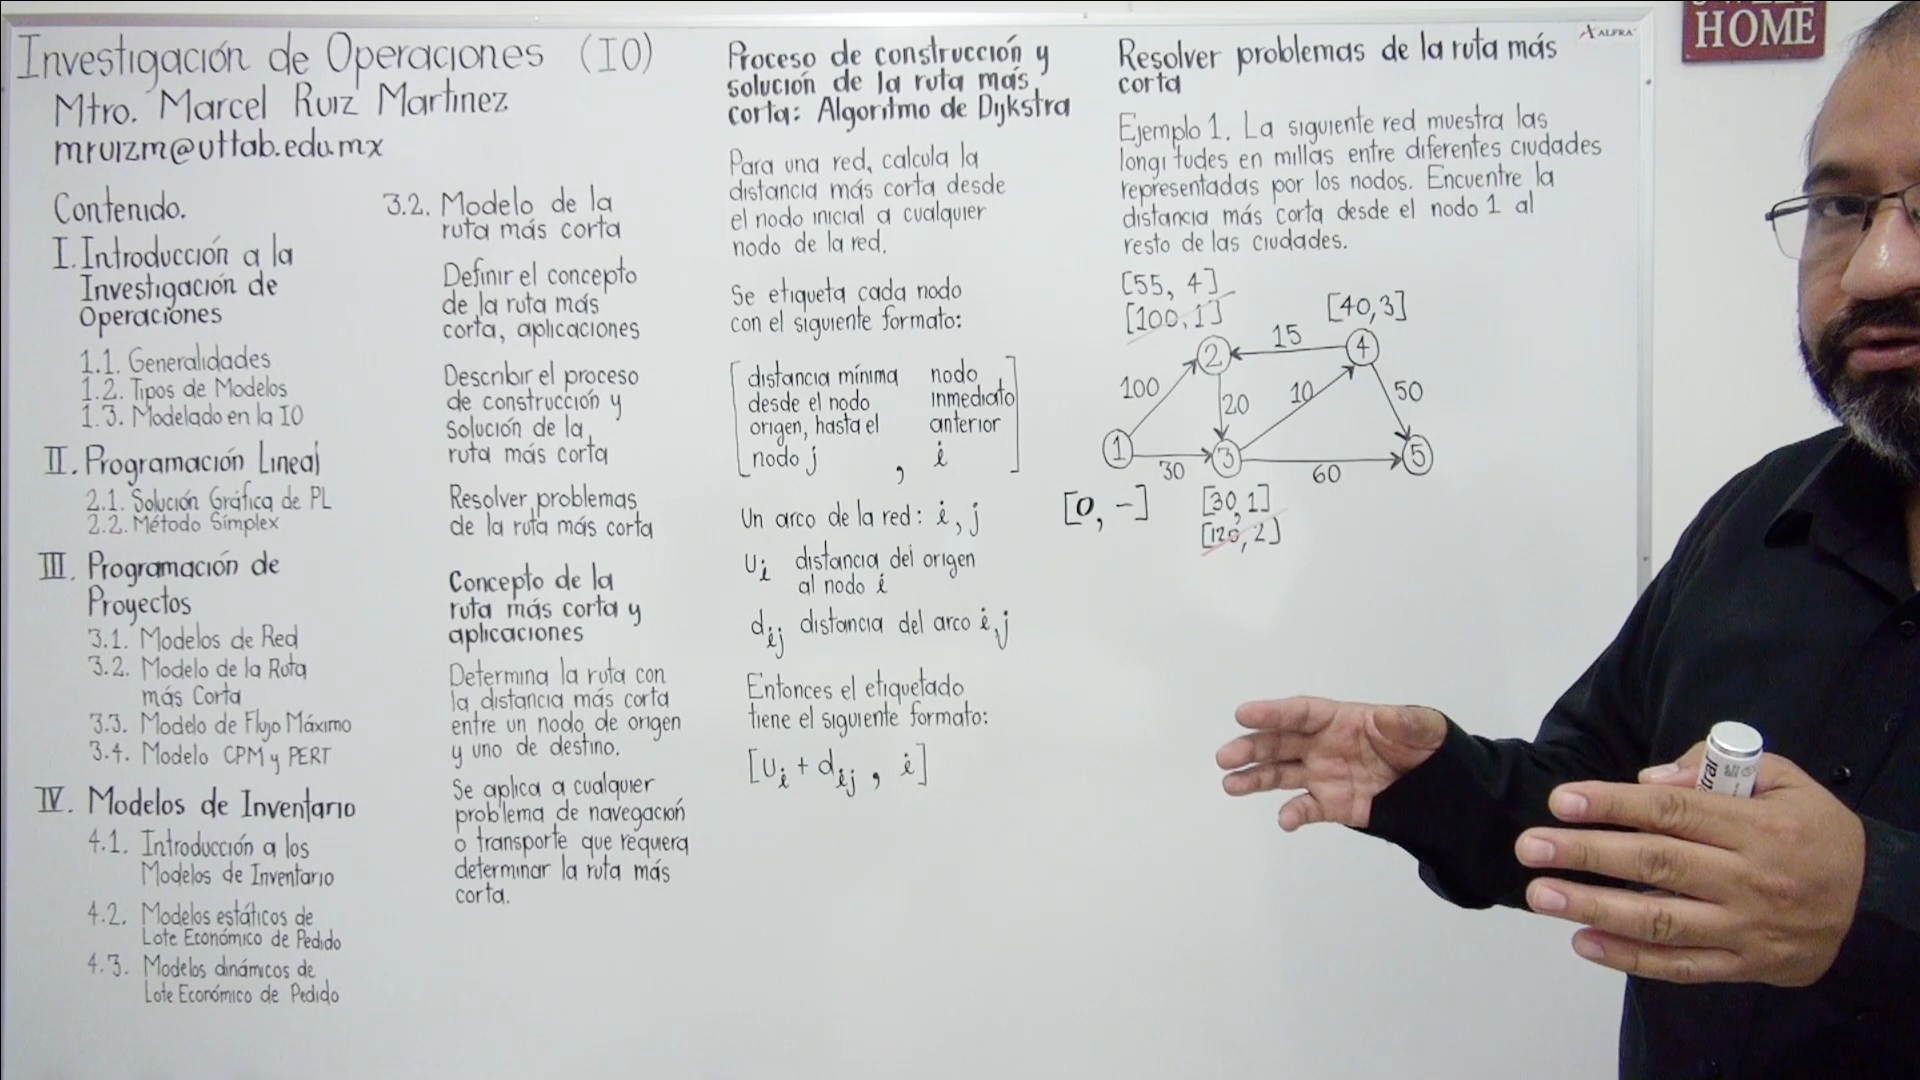 Investigación de Operaciones (IO)
Mtro. Marcel Ruiz Martinez
mruizm@uttab.edu.mx
Contenido.
I. Introducción a la
Investigación de
Operaciones
1.1. Generalidades
1.2. Tipos de Modelos
1.3. Modelado en la IO
II. Programación Lineal
2.1. Solución Gráfica de PL
2.2. Método Simplex
III. Programación de
Proyectos
3.1. Modelos de Red
3.2. Modelo de la Ruta
más Corta
3.3. Modelo de Flujo Máximo
3.4. Modelo CPM y PERT
IV. Modelos de Inventario
4.1. Introducción a los
Modelos de Inventario
4.2. Modelos estáticos de
Lote Económico de Pedido
4.3. Modelos dinámicos de
Lote Económico de Pedido
3.2. Modelo de la
ruta más corta
Definir el concepto
de la ruta más
corta, aplicaciones
Describir el proceso
de construcción y
solución de la
ruta más corta
Resolver problemas
de la ruta más corta
Concepto de la
ruta más corta y
aplicaciones
Determina la ruta con
la distancia más corta
entre un nodo de origen
y uno de destino.
Se aplica a cualquier
problema de navegación
o transporte que requiera
determinar la ruta más
corta.
Proceso de construcción y
solución de la ruta más
corta: Algoritmo de Dijkstra
Para una red, calcula la
distancia más corta desde
el nodo inicial a cualquier
nodo de la red.
Se etiqueta cada nodo
con el siguiente formato:
[distancia mínima nodo
desde el nodo inmediato
origen, hasta el anterior
nodo j , i]
Un arco de la red: i, j
Ui distancia del origen
al nodo i
dij distancia del arco i,j
Entonces el etiquetado
tiene el siguiente formato:
[Ui + dij , i]
Resolver problemas de la ruta más
corta
Ejemplo 1. La siguiente red muestra las
longitudes en millas entre diferentes ciudades
representadas por los nodos. Encuentre la
distancia más corta desde el nodo 1 al
resto de las ciudades.
[55, 4]
[100, 1]
[40,3]
2
15
4
100
20
10
50
1
30
3
60
5
[0, -]
[30, 1]
[120, 2]
ALFRA
HOME